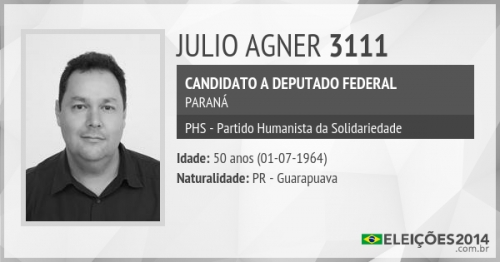 JULIO AGNER 3111
CANDIDATO A DEPUTADO FEDERAL
PARANÁ
PHS - Partido Humanista da Solidariedade
Idade: 50 anos (01-07-1964)
Naturalidade: PR - Guarapuava
ELEIÇÕES2014
.com.br